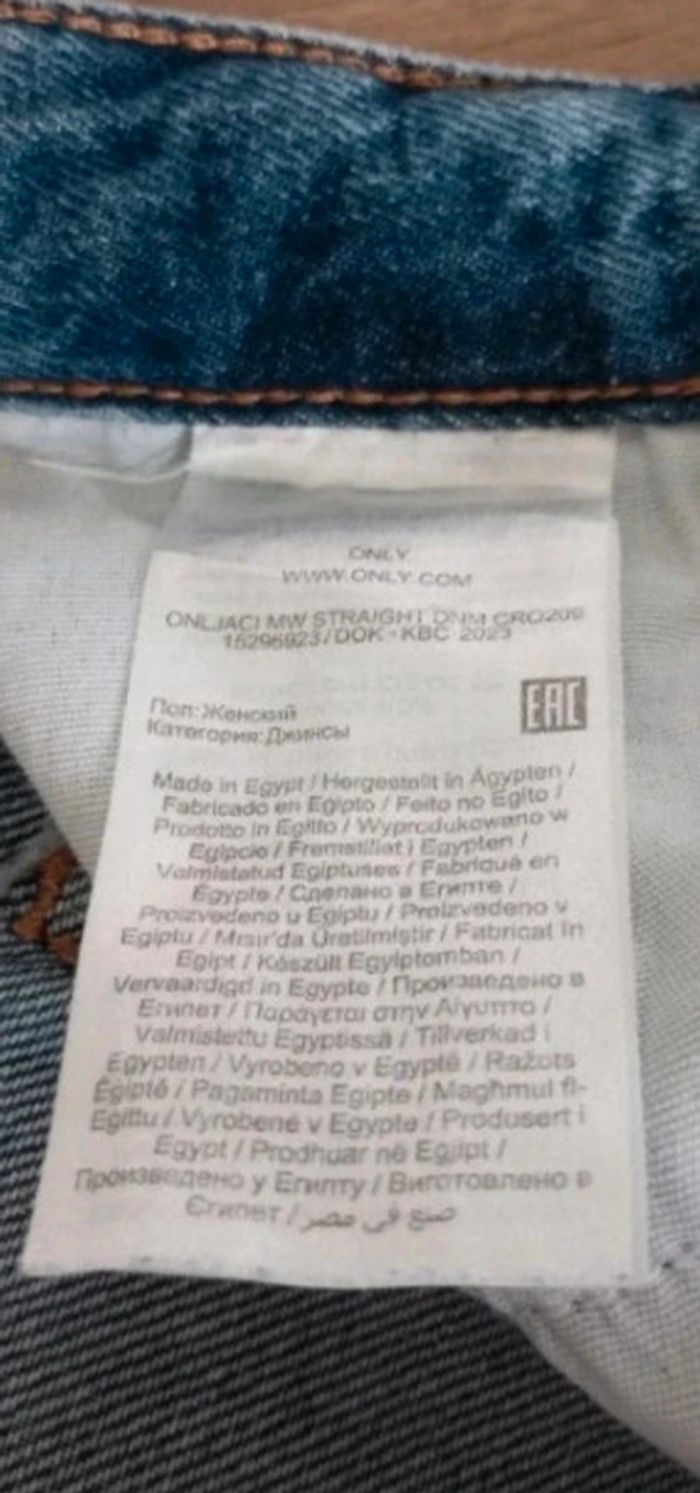 ONLY
WWW.ONLY.COM
ONLJACI MW STRAIGHT DNM CRO209
15296923/DOK - KBC 2023
Пол:Женский
Категория:Джинсы
EAC
Made in Egypt / Hergestellt in Ägypten /
Fabricado en Egipto / Feito no Egito /
Prodotto in Egitto / Wyprodukowano w
Egipcie / Fremstillet i Egypten /
Valmistatud Egiptuses / Fabriqué en
Égypte / Сделано в Египте /
Proizvedeno u Egiptu / Proizvedeno v
Egiptu / Mısır'da Üretilmiştir / Fabricat în
Egipt / Készült Egyiptomban /
Vervaardigd in Egypte / Произведено в
Египет / Παράγεται στην Αίγυπτο /
Valmistettu Egyptissä / Tillverkad i
Egypten / Vyrobeno v Egyptě / Ražots
Ēģiptē / Pagaminta Egipte / Magħmul fl-
Eġittu / Vyrobené v Egypte / Produsert i
Egypt / Prodhuar në Egjipt /
Произведено у Египту / Виготовлено в
Єгипет / صنع في مصر